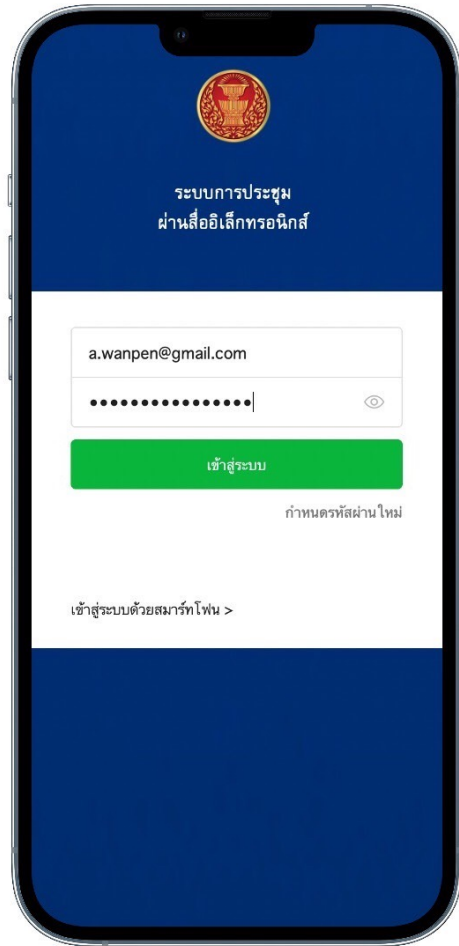 ระบบการประชุม
ผ่านสื่ออิเล็กทรอนิกส์
a.wanpen@gmail.com
••••••••••••••••
เข้าสู่ระบบ
กำหนดรหัสผ่านใหม่
เข้าสู่ระบบด้วยสมาร์ทโฟน >